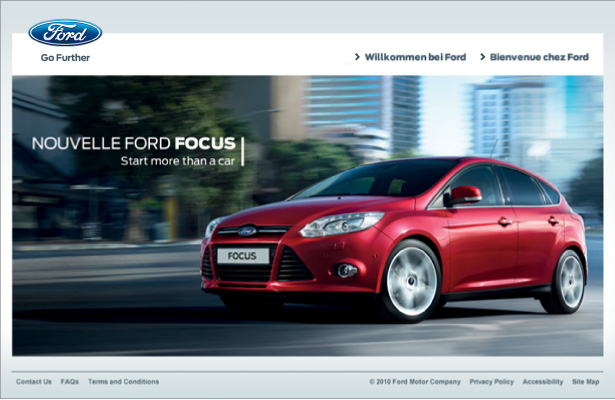 Ford
Go Further
Willkommen bei Ford
Bienvenue chez Ford
NOUVELLE FORD FOCUS
Start more than a car
FOCUS
Contact Us FAQs Terms and Conditions
© 2010 Ford Motor Company Privacy Policy Accessibility Site Map